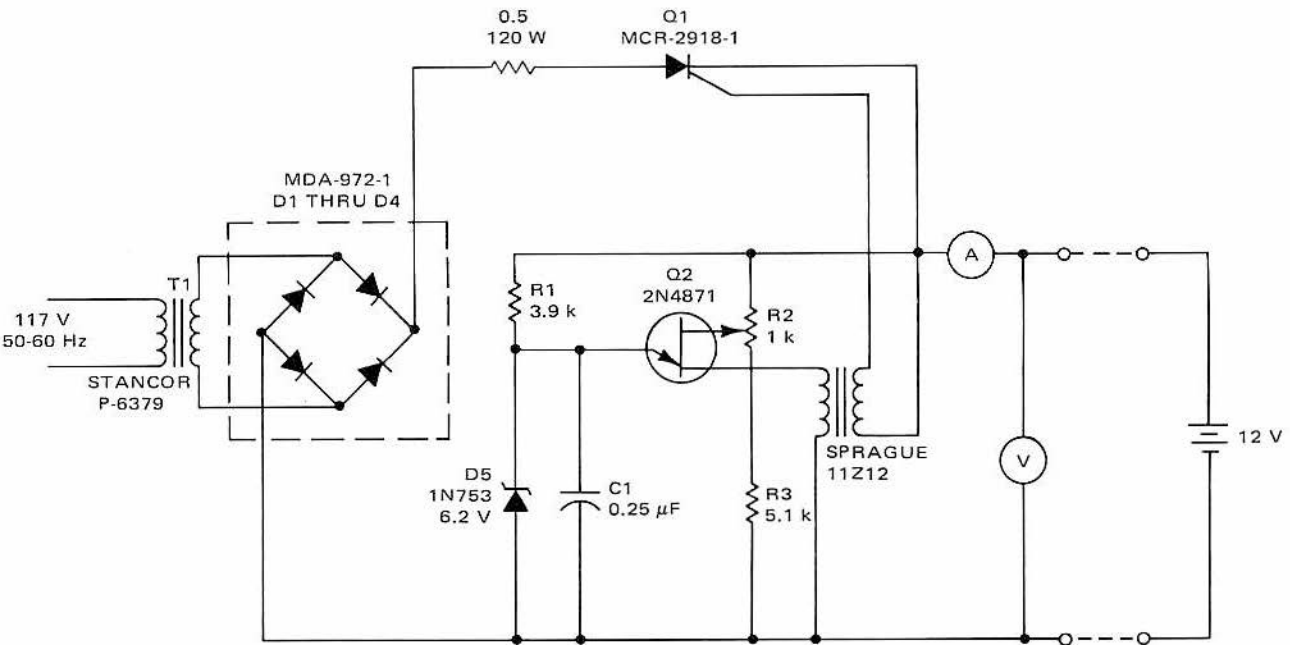 0.5
120 W
Q1
MCR-2918-1
MDA-972-1
D1 THRU D4
T1
117 V
50-60 Hz
STANCOR
P-6379
R1
3.9 k
Q2
2N4871
R2
1 k
A
D5
1N753
6.2 V
C1
0.25 μF
R3
5.1 k
SPRAGUE
11Z12
V
12 V